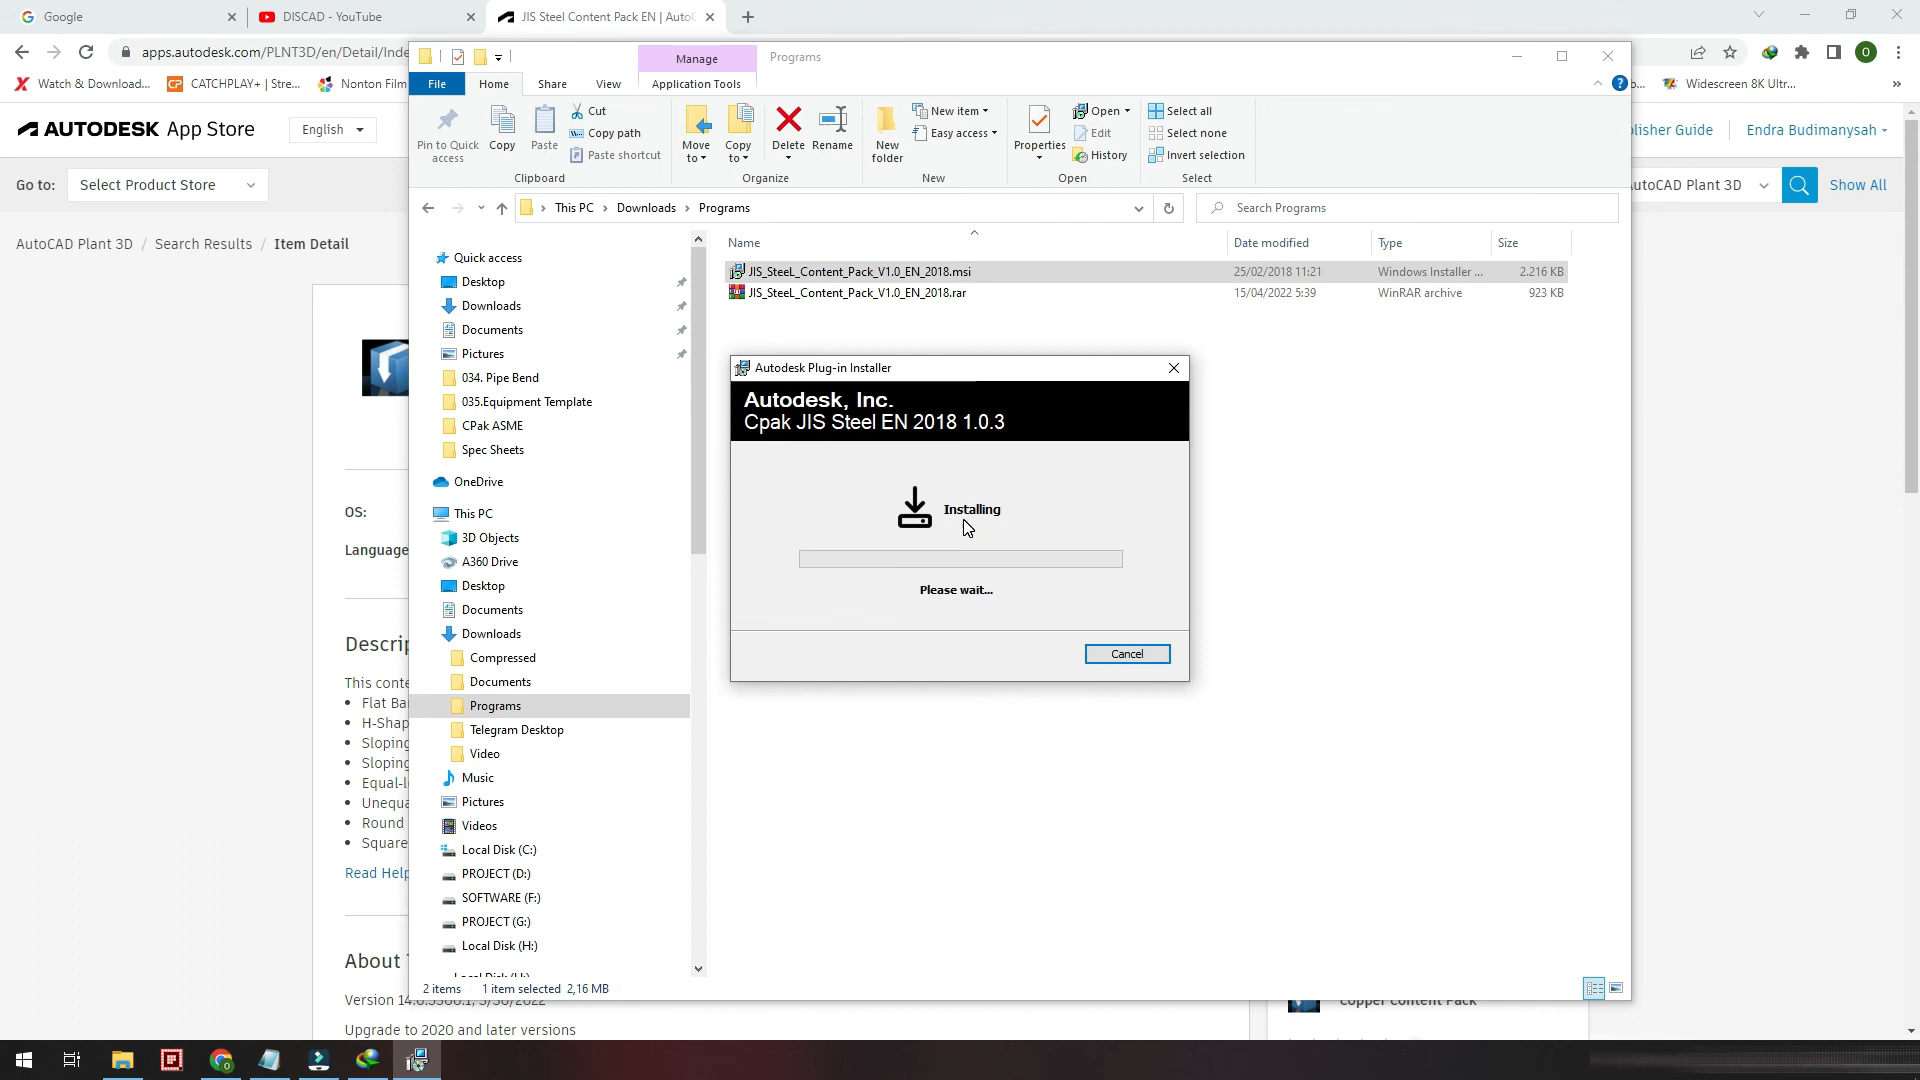 Google
DISCAD - YouTube
JIS Steel Content Pack EN | Auto
apps.autodesk.com/PLNT3D/en/Detail/Inde
Watch & Download...
CATCHPLAY+ | Stre...
Nonton Film
Widescreen 8K Ultr...
AUTODESK App Store
English
blisher Guide
Endra Budimanysah
Go to:
Select Product Store
utoCAD Plant 3D
Show All
AutoCAD Plant 3D / Search Results / Item Detail
OS:
Language
Descrip
This conte
Flat Ba
H-Shap
Sloping
Sloping
Equal-l
Unequa
Round
Square
Read Help
About
Upgrade to 2020 and later versions
Copper Content Pack
Manage
Programs
File
Home
Share
View
Application Tools
Pin to Quick access
Copy
Paste
Cut
Copy path
Paste shortcut
Clipboard
Move to
Copy to
Delete
Rename
Organize
New folder
New item
Easy access
New
Properties
Open
Edit
History
Open
Select all
Select none
Invert selection
Select
This PC > Downloads > Programs
Search Programs
Quick access
Desktop
Downloads
Documents
Pictures
034. Pipe Bend
035.Equipment Template
CPak ASME
Spec Sheets
OneDrive
This PC
3D Objects
A360 Drive
Desktop
Documents
Downloads
Compressed
Documents
Programs
Telegram Desktop
Video
Music
Pictures
Videos
Local Disk (C:)
PROJECT (D:)
SOFTWARE (F:)
PROJECT (G:)
Local Disk (H:)
Name
Date modified
Type
Size
JIS_SteeL_Content_Pack_V1.0_EN_2018.msi
25/02/2018 11:21
Windows Installer ...
2.216 KB
JIS_SteeL_Content_Pack_V1.0_EN_2018.rar
15/04/2022 5:39
WinRAR archive
923 KB
Autodesk Plug-in Installer
Autodesk, Inc.
Cpak JIS Steel EN 2018 1.0.3
Installing
Please wait...
Cancel
2 items
1 item selected 2,16 MB